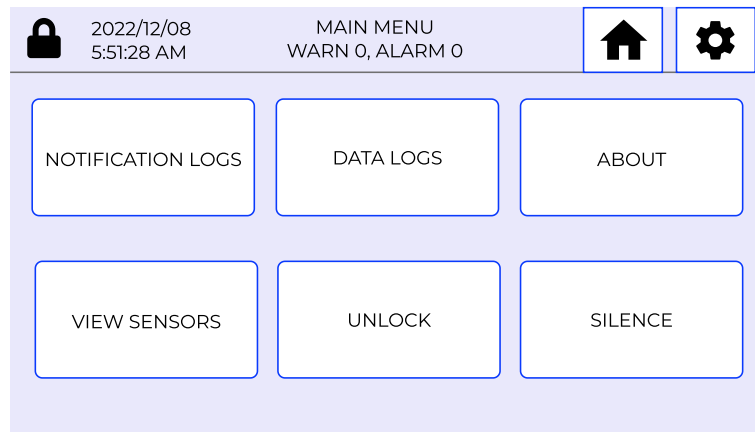 2022/12/08
5:51:28 AM
MAIN MENU
WARN 0, ALARM 0
NOTIFICATION LOGS
DATA LOGS
ABOUT
VIEW SENSORS
UNLOCK
SILENCE